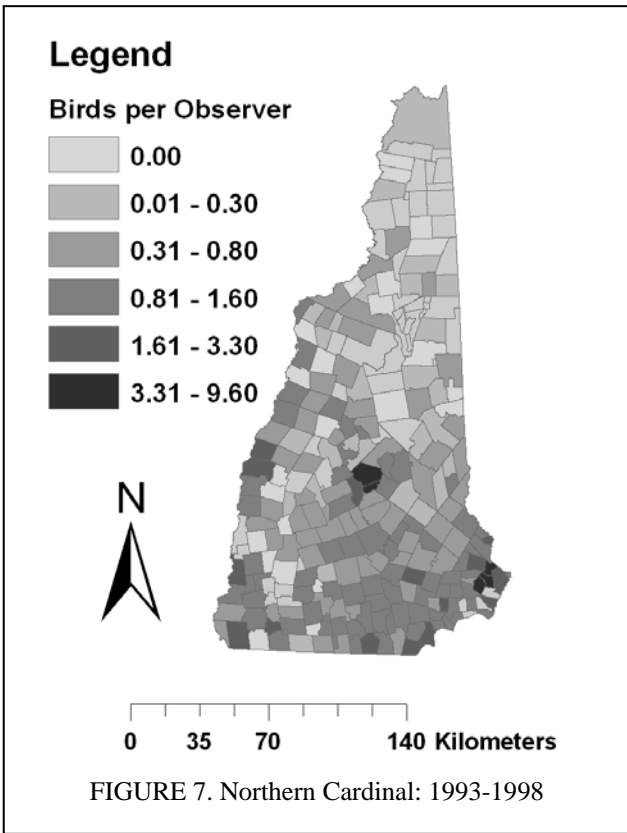 Legend
Birds per Observer
0.00
0.01 - 0.30
0.31 - 0.80
0.81 - 1.60
1.61 - 3.30
3.31 - 9.60
N
0 35 70 140 Kilometers
FIGURE 7. Northern Cardinal: 1993-1998